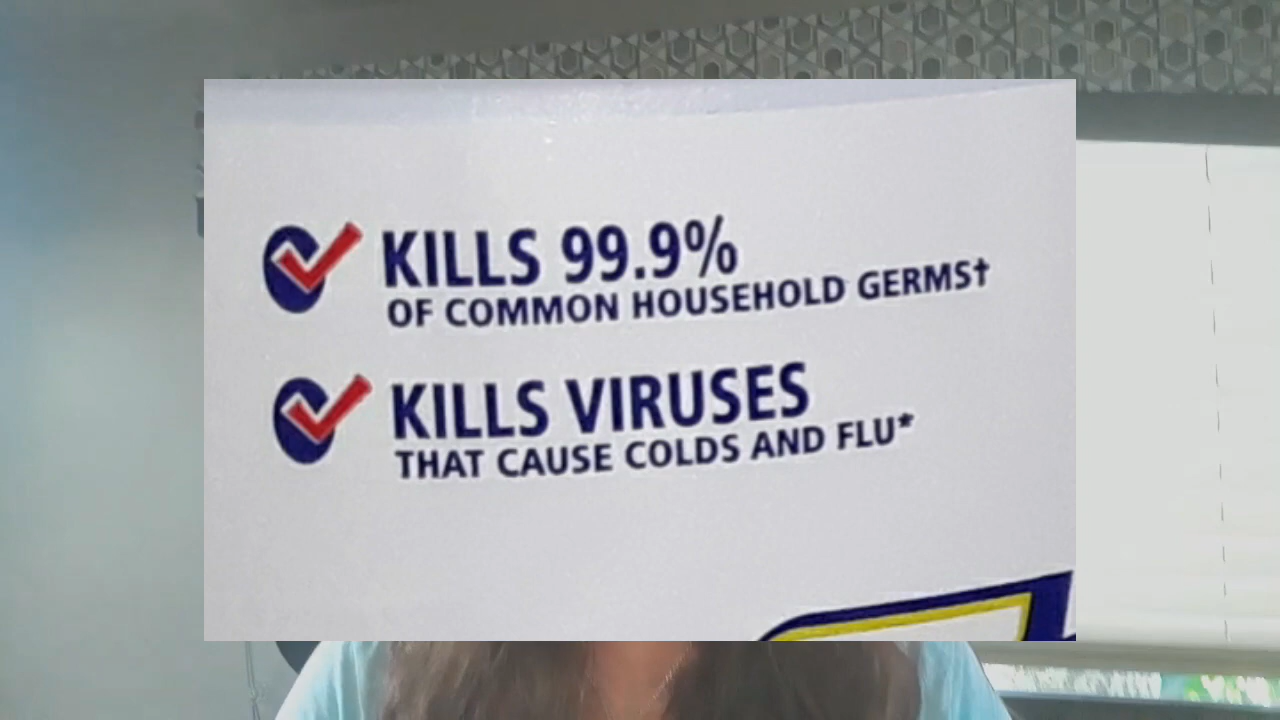 KILLS 99.9%
OF COMMON HOUSEHOLD GERMS†
KILLS VIRUSES
THAT CAUSE COLDS AND FLU*